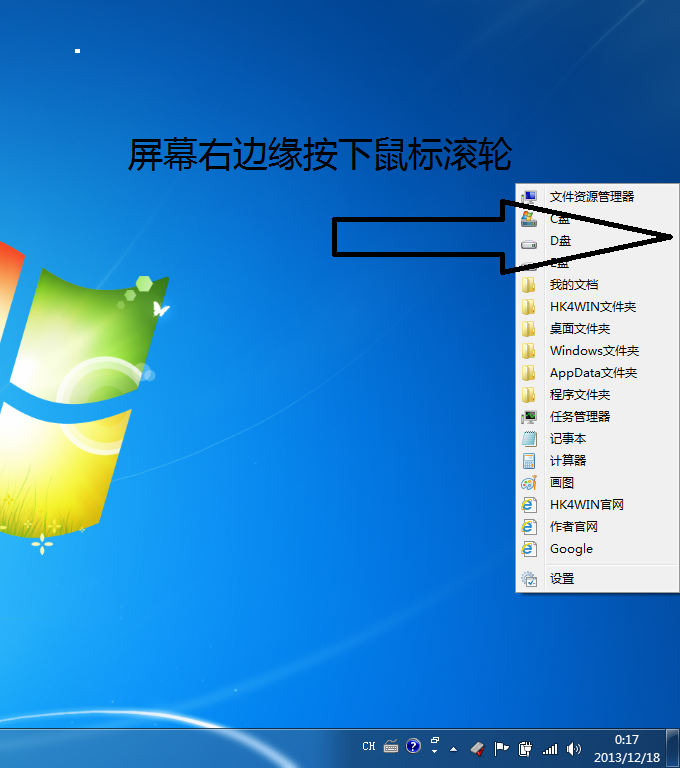 屏幕右边缘按下鼠标滚轮
文件资源管理器
C盘
D盘
E盘
我的文档
HK4WIN文件夹
桌面文件夹
Windows文件夹
AppData文件夹
程序文件夹
任务管理器
记事本
计算器
画图
HK4WIN官网
作者官网
Google
设置
CH
0:17
2013/12/18